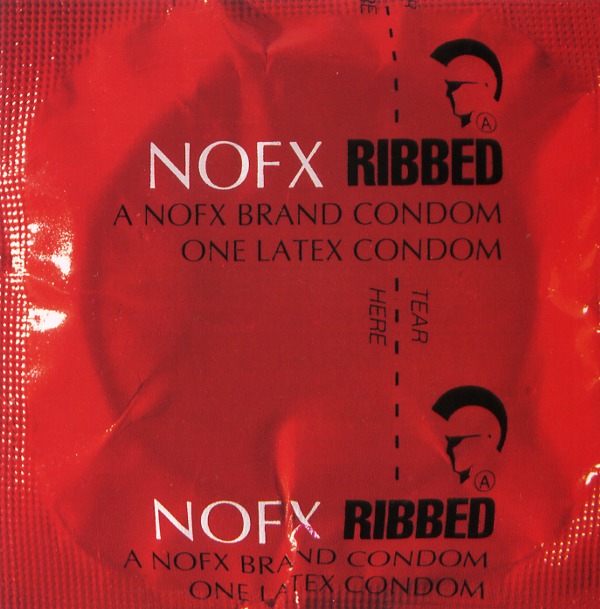 NOFX RIBBED
A NOFX BRAND CONDOM
ONE LATEX CONDOM
TEAR
HERE
A
A
NOFX RIBBED
A NOFX BRAND CONDOM
ONE LATEX CONDOM